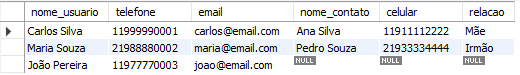 nome_usuario telefone email nome_contato celular relacao
Carlos Silva 11999990001 carlos@email.com Ana Silva 11911112222 Mãe
Maria Souza 21988880002 maria@email.com Pedro Souza 21933334444 Irmão
João Pereira 11977770003 joao@email.com NULL NULL NULL